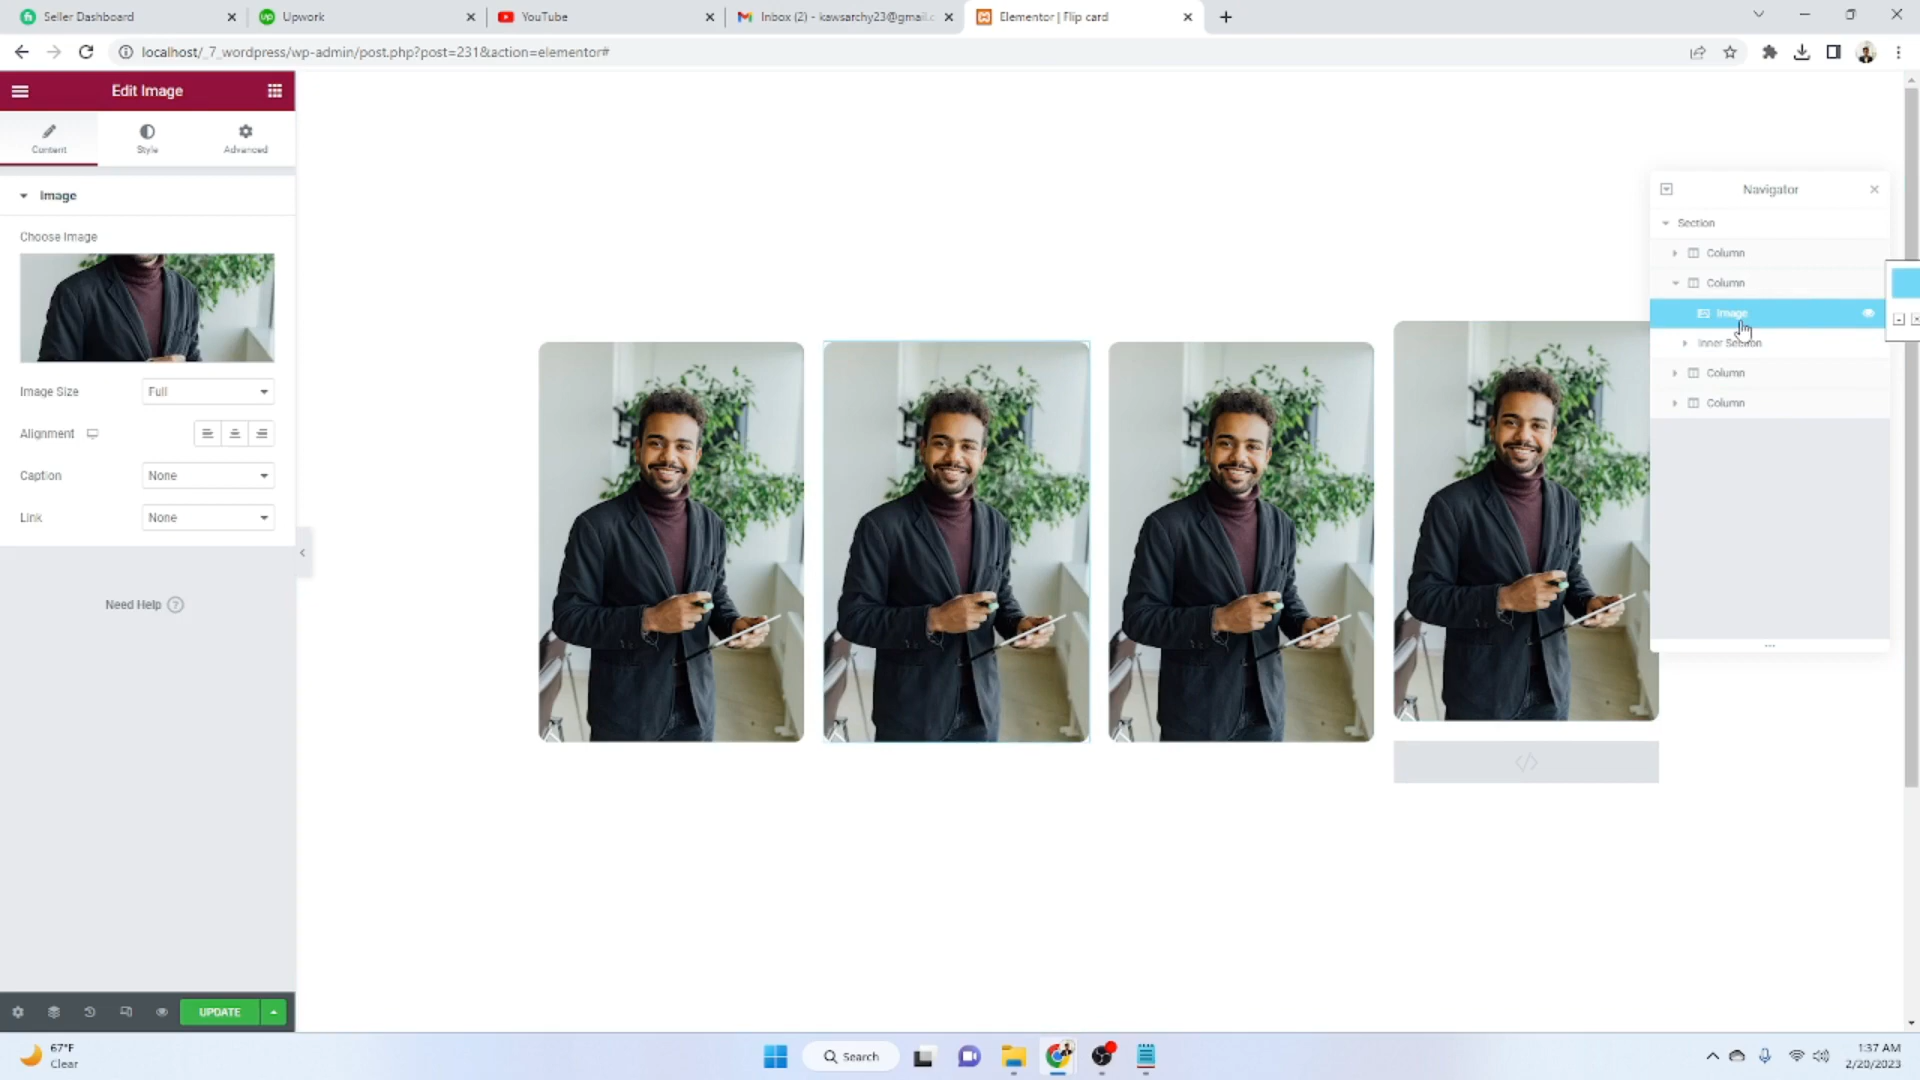 Seller Dashboard
Upwork
YouTube
Inbox (2) - kawsarchy23@gmail.c
Elementor | Flip card
localhost/_7_wordpress/wp-admin/post.php?post=231&action=elementor#
Edit Image
Content
Style
Advanced
Image
Choose Image
Image Size
Full
Alignment
Caption
None
Link
None
Need Help
UPDATE
Navigator
Section
Column
Column
Image
Inner Section
Column
Column
67°F
Clear
Search
1:37 AM
2/20/2023